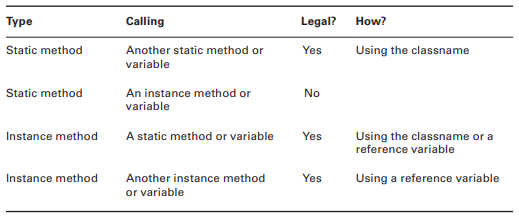 Type Calling Legal? How?
Static method Another static method or Yes Using the classname
variable
Static method An instance method or No
variable
Instance method A static method or variable Yes Using the classname or a
reference variable
Instance method Another instance method Yes Using a reference variable
or variable